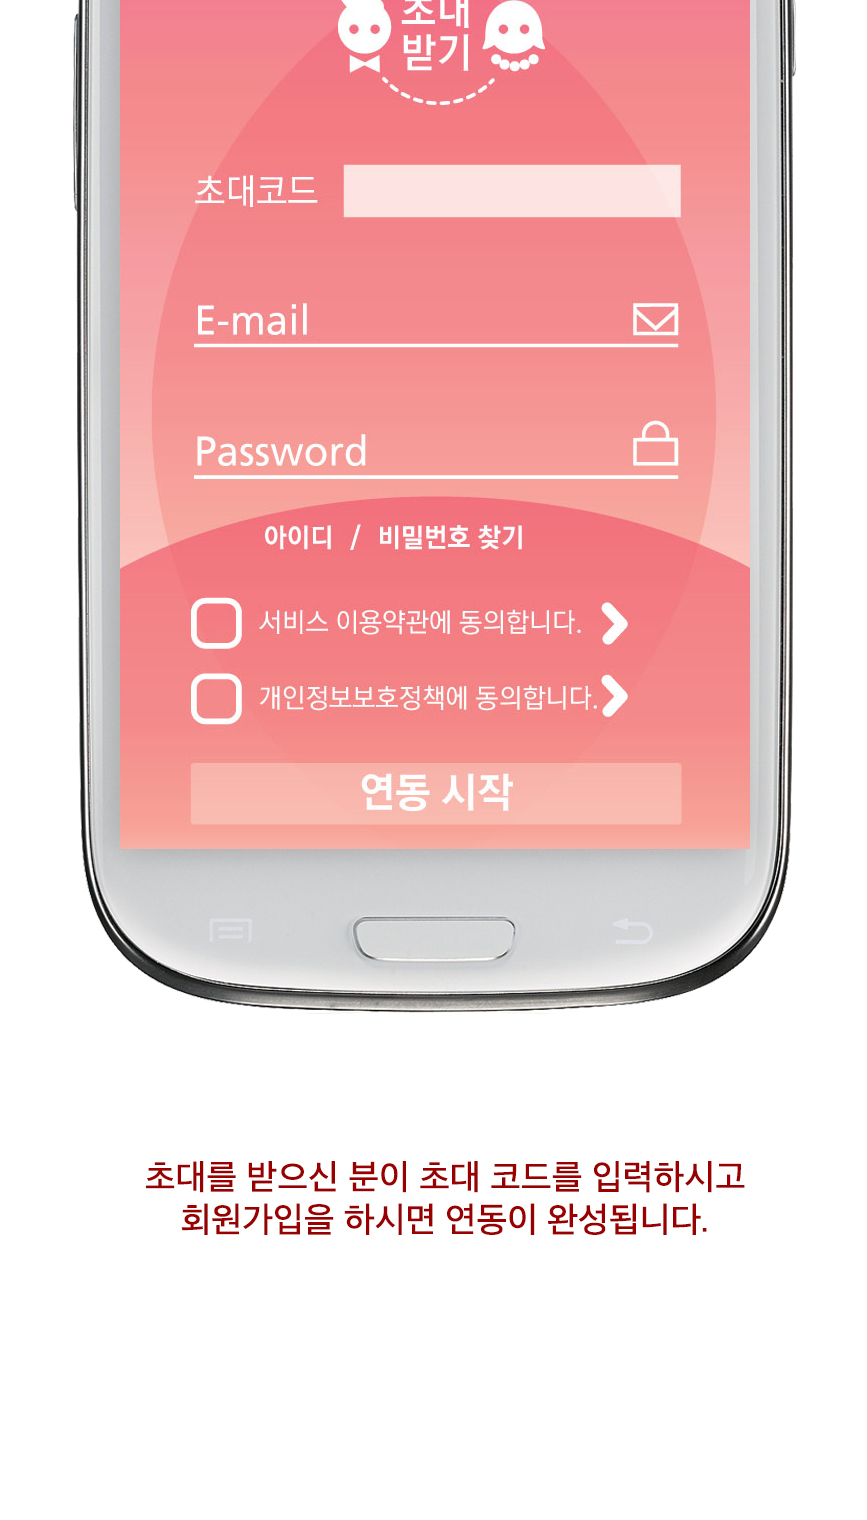 초대
받기
초대코드
E-mail
Password
아이디 / 비밀번호 찾기
서비스 이용약관에 동의합니다.
개인정보보호정책에 동의합니다.
연동 시작
초대를 받으신 분이 초대 코드를 입력하시고
회원가입을 하시면 연동이 완성됩니다.